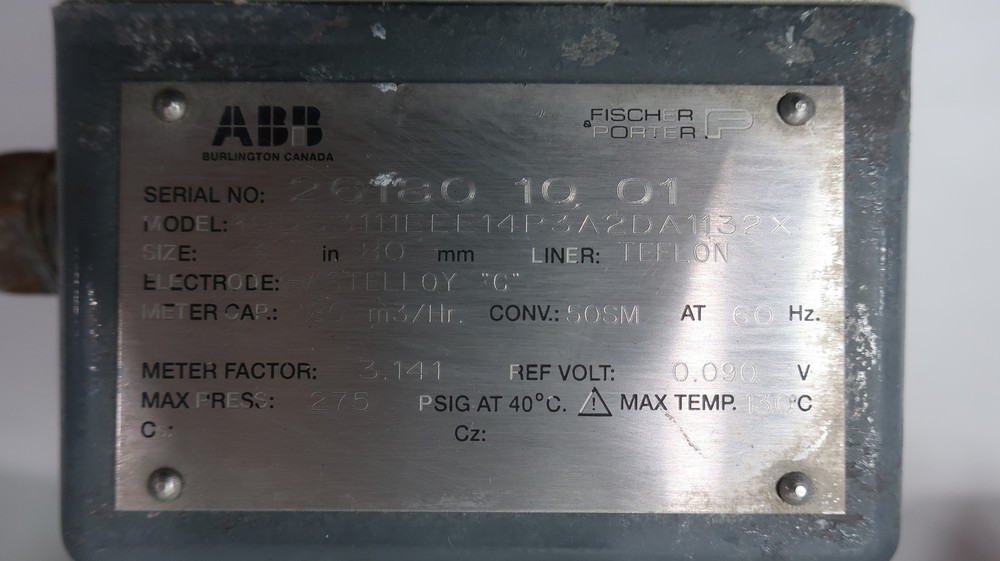 ABB
BURLINGTON CANADA
FISCHER
& PORTER
SERIAL NO: 26180 10 01
MODEL:
SIZE: in 80 mm LINER: TEFLON
ELECTRODE: "C"
METER CAP.: m3/Hr. CONV.: 50SM AT 60 Hz.
METER FACTOR: 3.141 REF VOLT: 0.090 V
MAX PRESS: 275 PSIG AT 40°C. MAX TEMP. 130°C
Cs:
Cz: